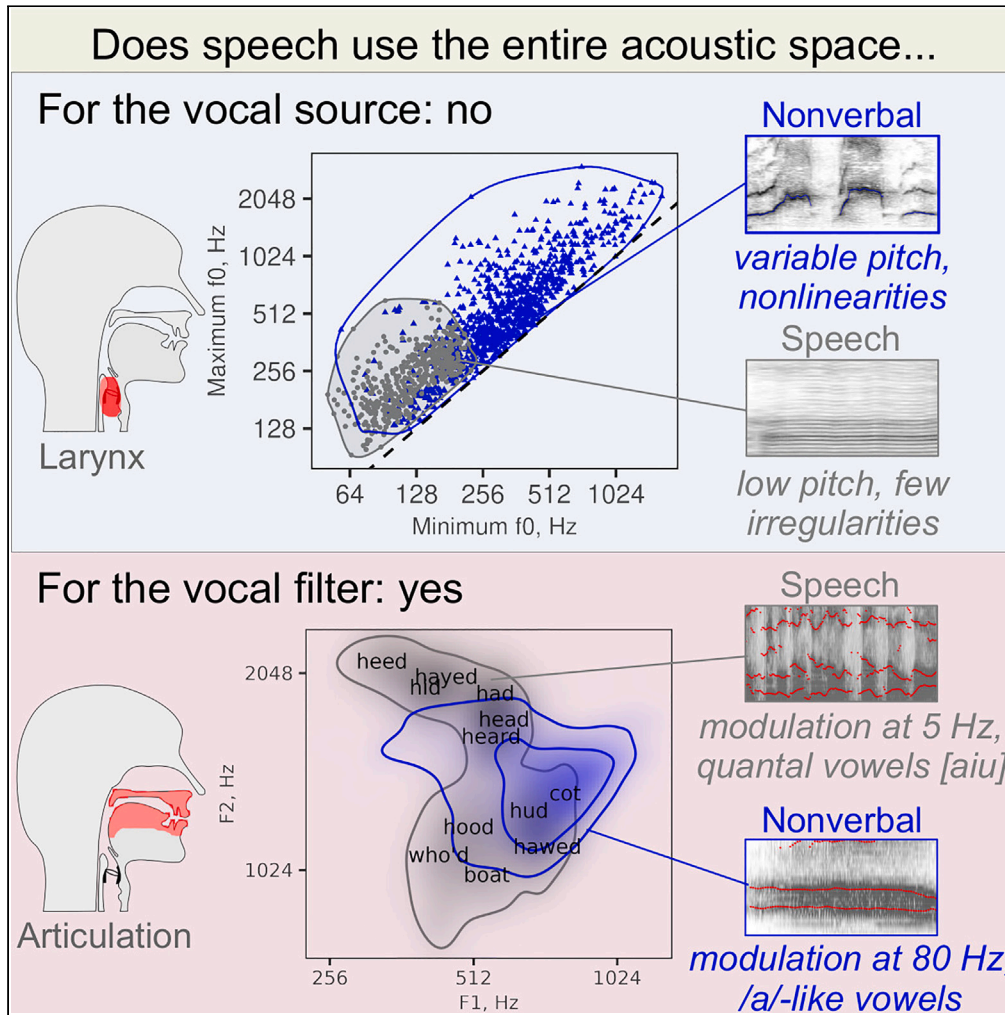 Does speech use the entire acoustic space...
For the vocal source: no
Larynx
Maximum f0, Hz
2048
1024
512
256
128
64
128
256
512
1024
Minimum f0, Hz
Nonverbal
variable pitch,
nonlinearities
Speech
low pitch, few
irregularities
For the vocal filter: yes
Articulation
F2, Hz
2048
1024
heed
hayed
hid
had
head
heard
cot
hud
hood
hawed
who'd
boat
256
512
1024
F1, Hz
Speech
modulation at 5 Hz,
quantal vowels [aiu]
Nonverbal
modulation at 80 Hz,
/a/-like vowels